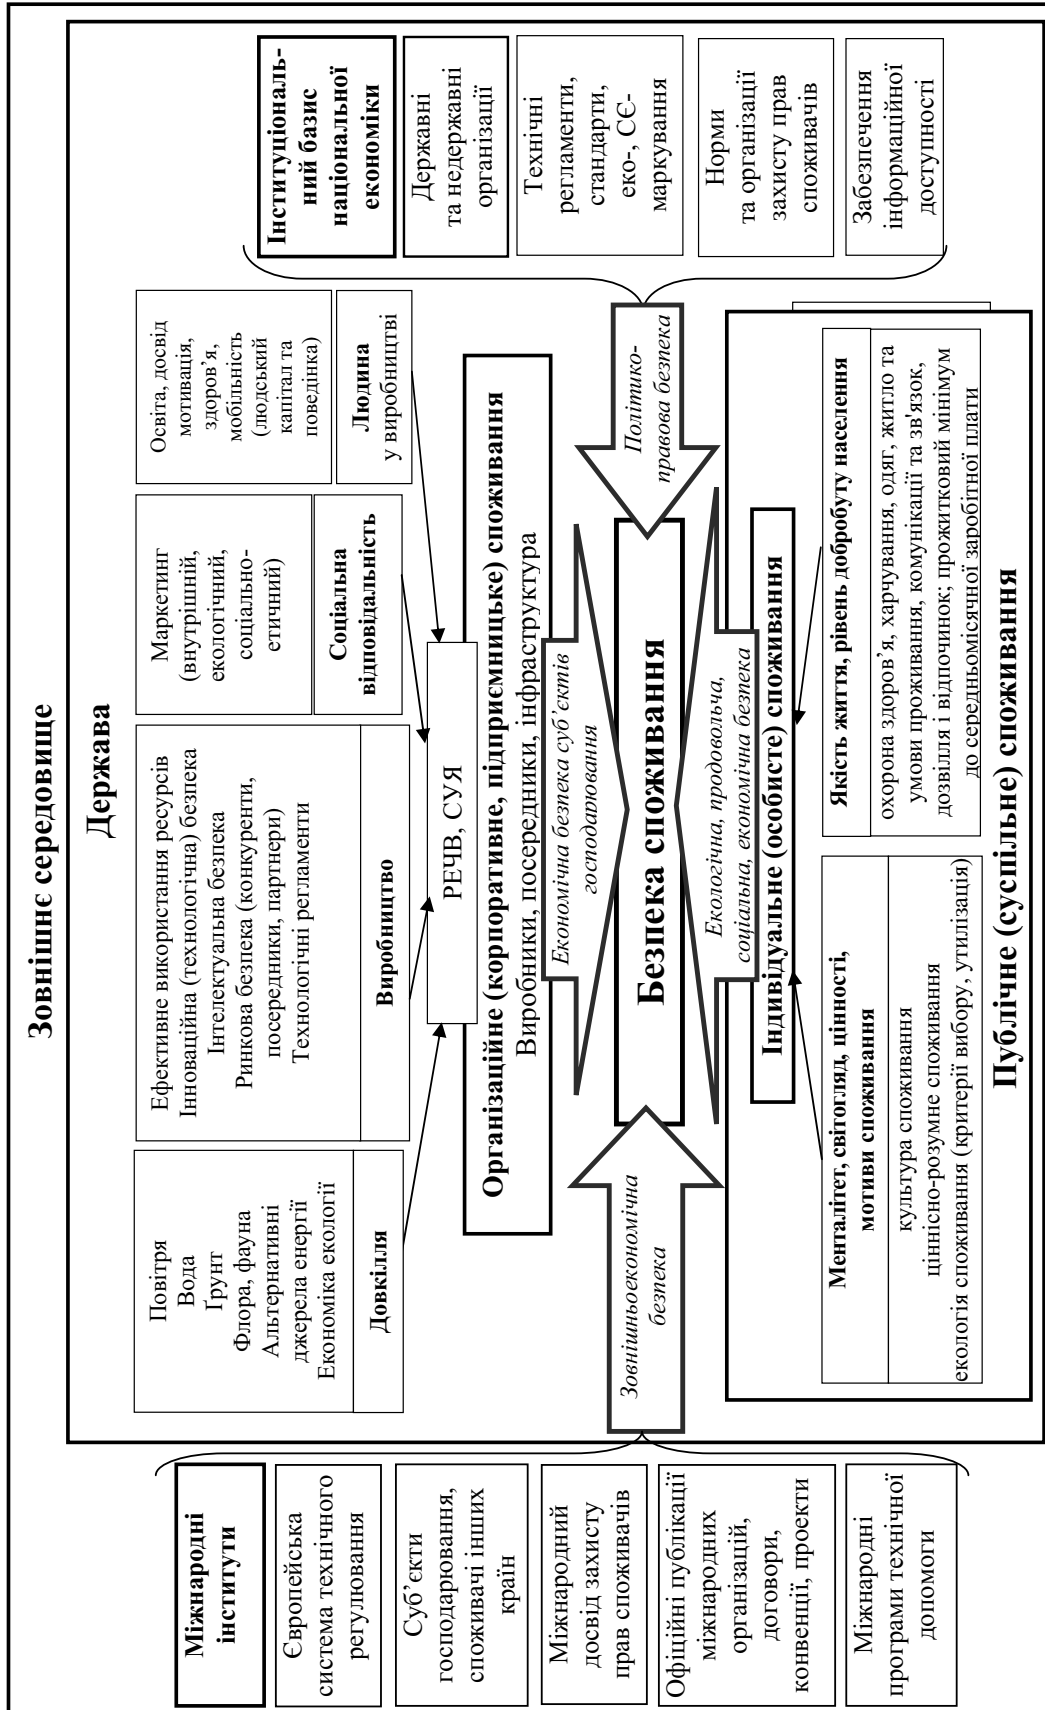 Зовнішнє середовище
Держава
Міжнародні
інститути
Європейська
система технічного
регулювання
Суб’єкти
господарювання,
споживачі інших
країн
Міжнародний
досвід захисту
прав споживачів
Офіційні публікації
міжнародних
організацій,
договори,
конвенції, проекти
Міжнародні
програми технічної
допомоги
Повітря
Вода
Ґрунт
Флора, фауна
Альтернативні
джерела енергії
Економіка екології
Довкілля
Ефективне використання ресурсів
Інноваційна (технологічна) безпека
Інтелектуальна безпека
Ринкова безпека (конкуренти,
посередники, партнери)
Технологічні регламенти
Виробництво
Маркетинг
(внутрішній,
екологічний,
соціально-
етичний)
Соціальна
відповідальність
Освіта, досвід
мотивація,
здоров’я,
мобільність
(людський
капітал та
поведінка)
Людина
у виробництві
РЕЧВ, СУЯ
Організаційне (корпоративне, підприємницьке) споживання
Виробники, посередники, інфраструктура
Економічна безпека суб’єктів
господарювання
Зовнішньоекономічна
безпека
Безпека споживання
Політико-
правова безпека
Екологічна, продовольча,
соціальна, економічна безпека
Індивідуальне (особисте) споживання
Менталітет, світогляд, цінності,
мотиви споживання
культура споживання
ціннісно-розумне споживання
екологія споживання (критерії вибору, утилізація)
Якість життя, рівень добробуту населення
охорона здоров’я, харчування, одяг, житло та
умови проживання, комунікації та зв'язок,
дозвілля і відпочинок; прожитковий мінімум
до середньомісячної заробітної плати
Публічне (суспільне) споживання
Інституціональ-
ний базис
національної
економіки
Державні
та недержавні
організації
Технічні
регламенти,
стандарти,
еко-, СЄ-
маркування
Норми
та організації
захисту прав
споживачів
Забезпечення
інформаційної
доступності